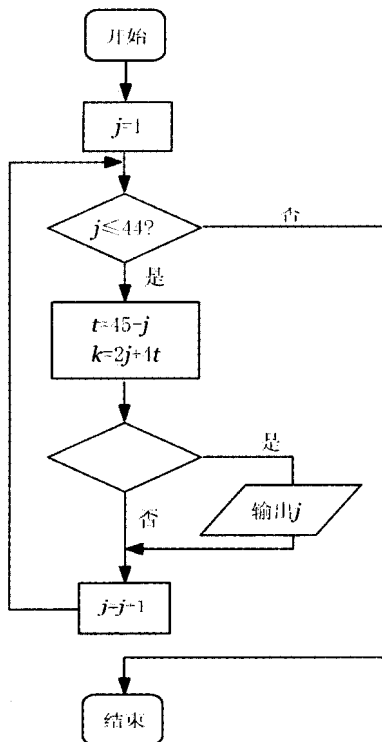 开始
j=1
j≤44?
否
是
t=45-j
k=2j+4t
是
输出j
否
j=j+1
结束